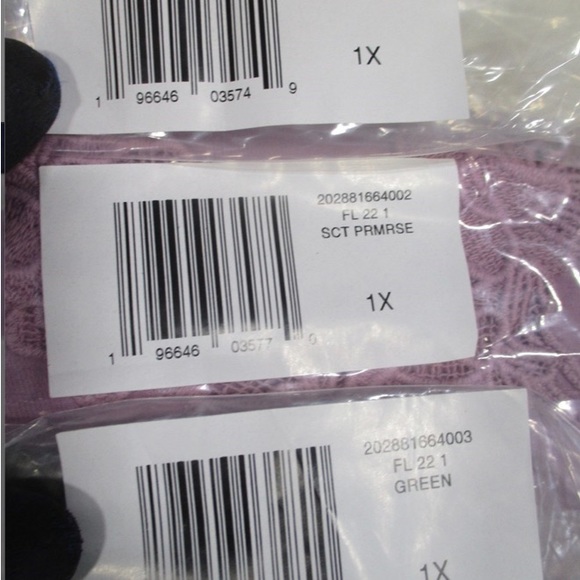 1X
1 96646 03574 9
202881664002
FL 22 1
SCT PRMRSE
1X
1 96646 03577 0
202881664003
FL 22 1
GREEN
1X